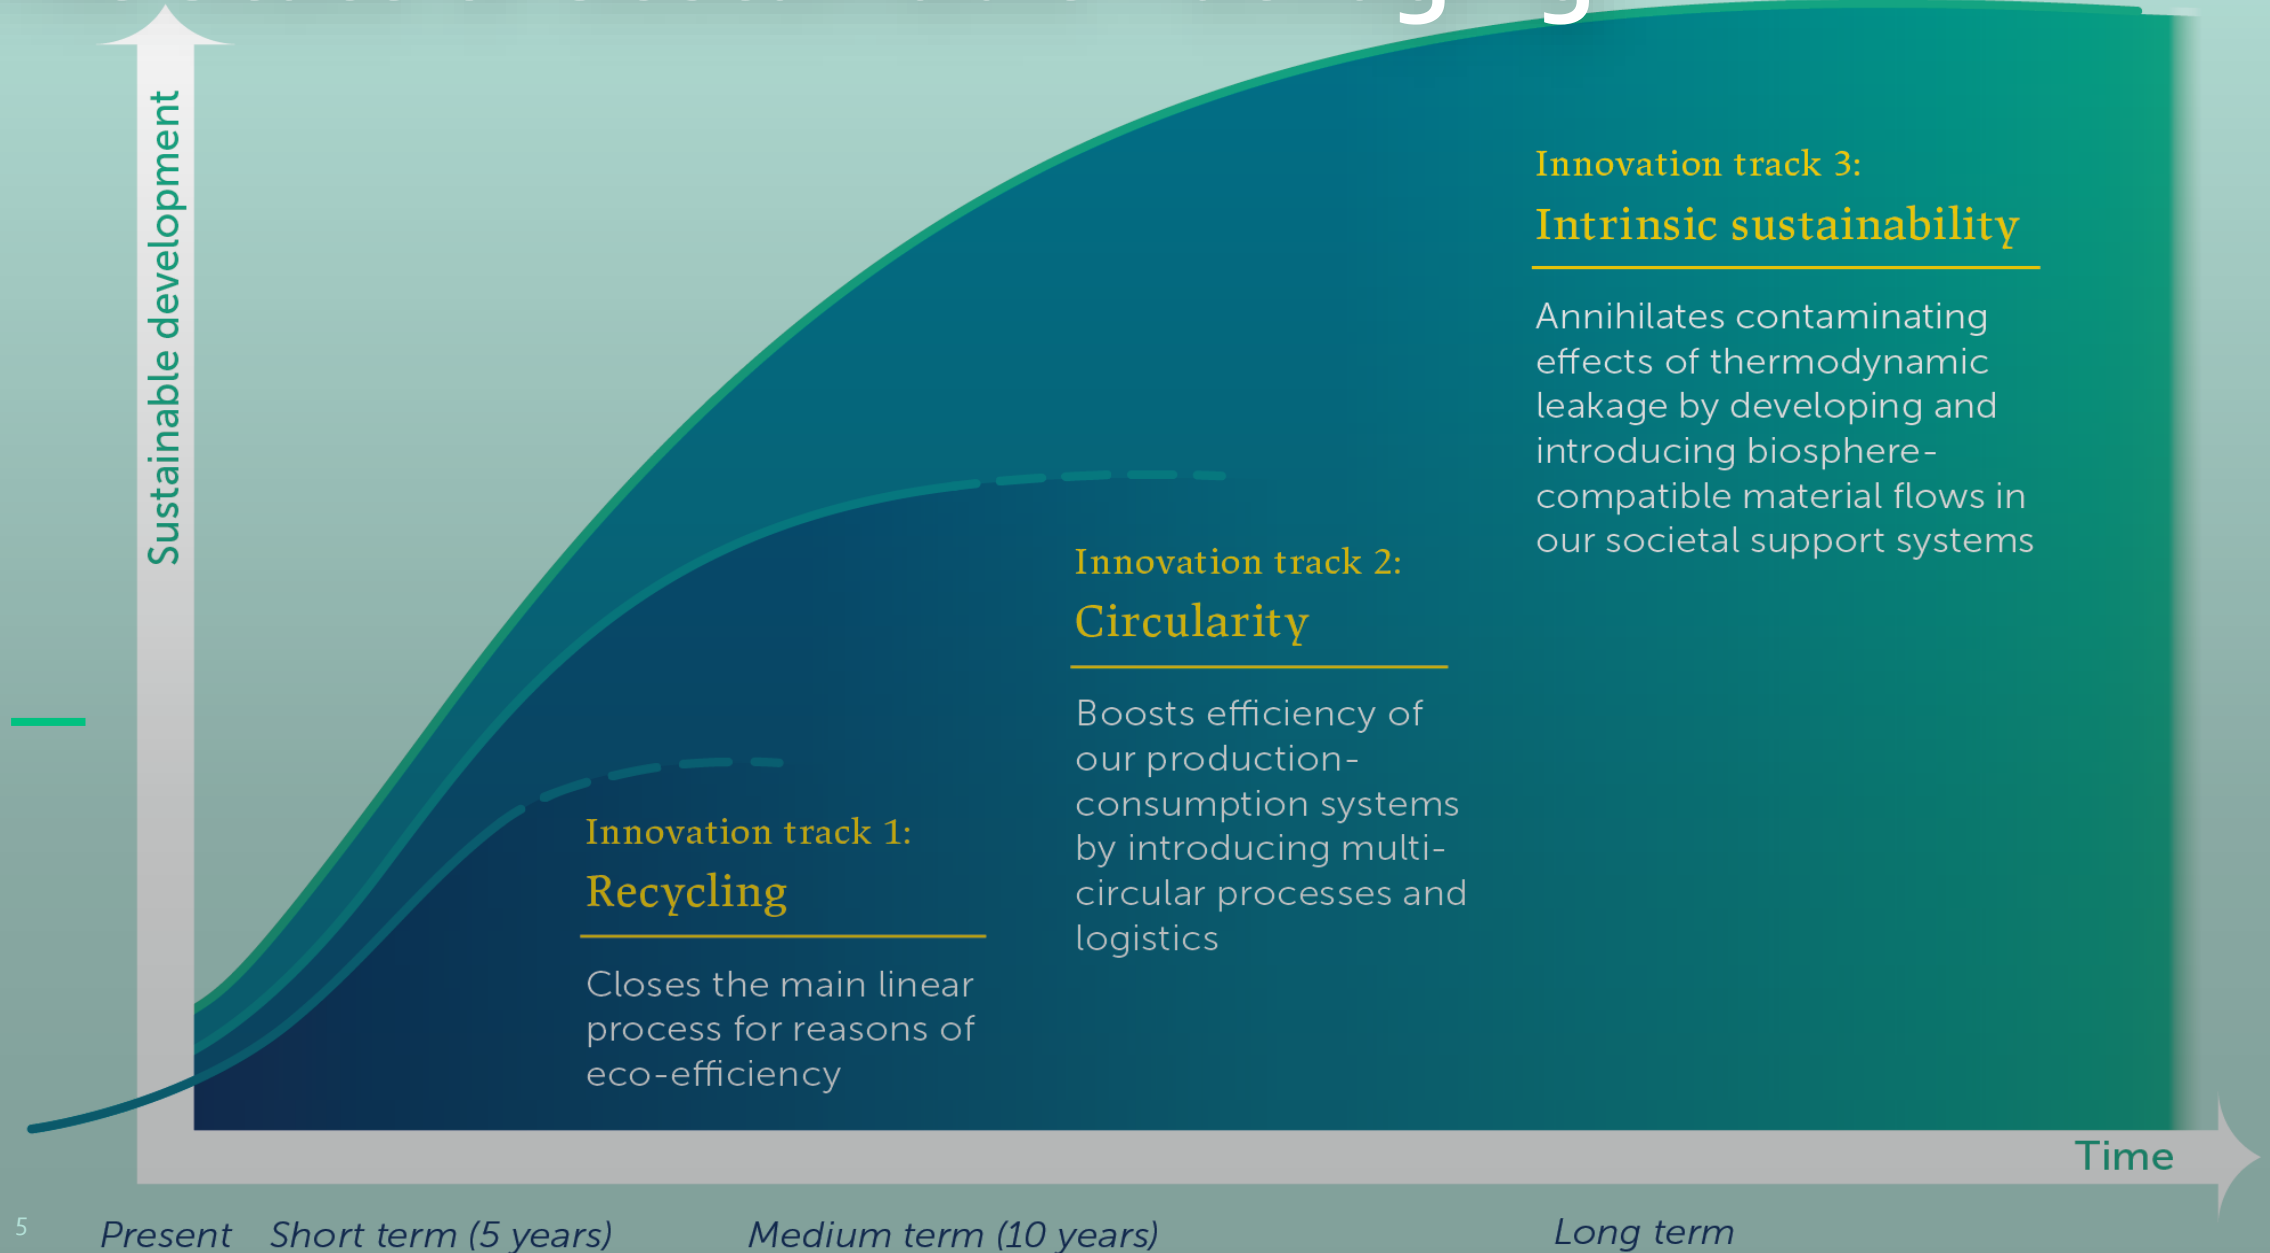 Sustainable development
Innovation track 3:
Intrinsic sustainability
Annihilates contaminating
effects of thermodynamic
leakage by developing and
introducing biosphere-
compatible material flows in
our societal support systems
Innovation track 2:
Circularity
Boosts efficiency of
our production-
consumption systems
by introducing multi-
circular processes and
logistics
Innovation track 1:
Recycling
Closes the main linear
process for reasons of
eco-efficiency
Time
5
Present Short term (5 years) Medium term (10 years) Long term